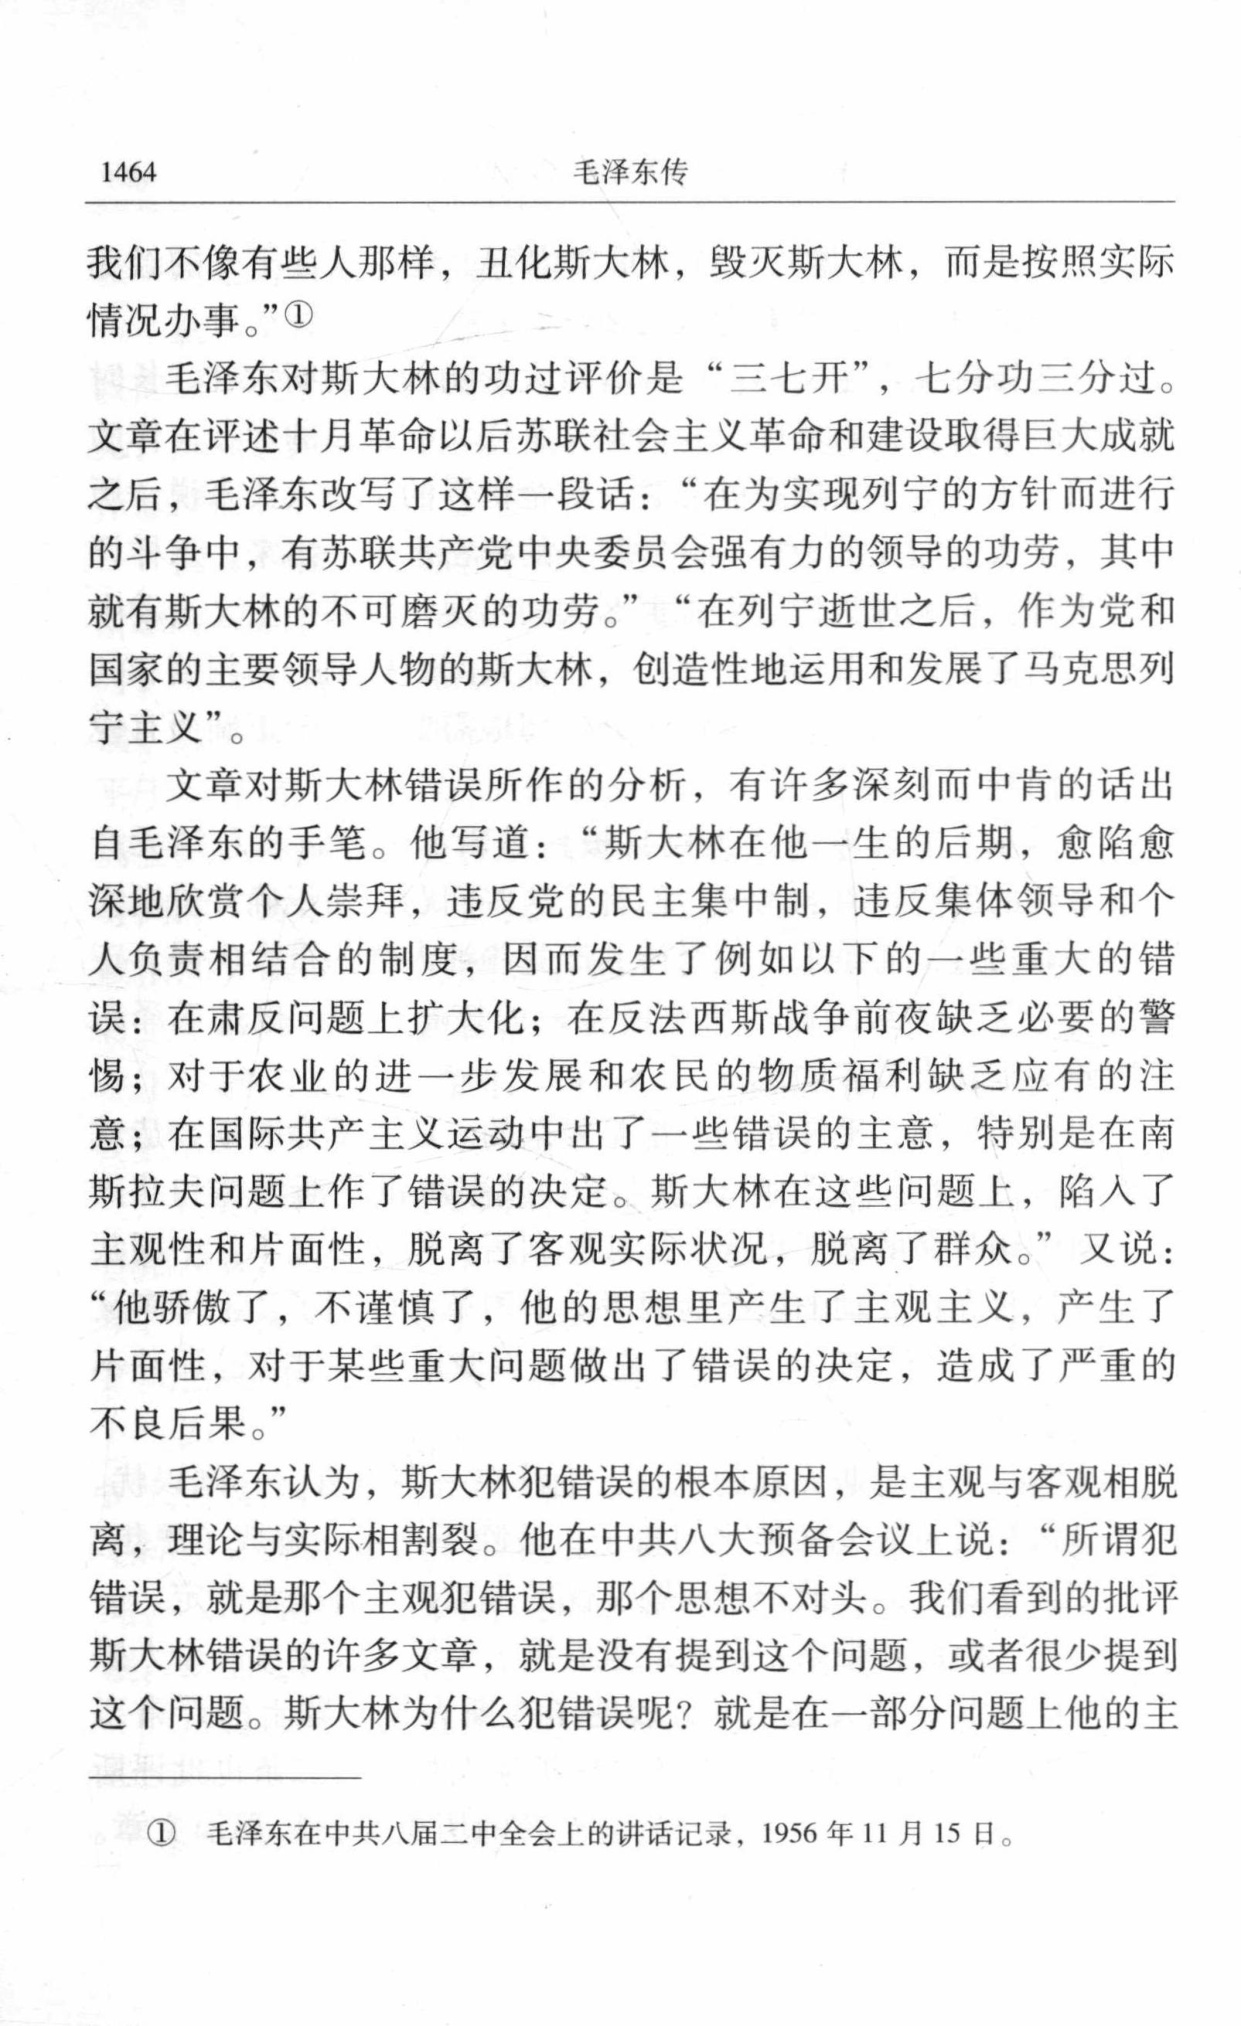 1464
毛泽东传
我们不像有些人那样，丑化斯大林，毁灭斯大林，而是按照实际
情况办事。”①
毛泽东对斯大林的功过评价是“三七开”，七分功三分过。
文章在评述十月革命以后苏联社会主义革命和建设取得巨大成就
之后，毛泽东改写了这样一段话：“在为实现列宁的方针而进行
的斗争中，有苏联共产党中央委员会强有力的领导的功劳，其中
就有斯大林的不可磨灭的功劳。”“在列宁逝世之后，作为党和
国家的主要领导人物的斯大林，创造性地运用和发展了马克思列
宁主义”。
文章对斯大林错误所作的分析，有许多深刻而中肯的话出
自毛泽东的手笔。他写道：“斯大林在他一生的后期，愈陷愈
深地欣赏个人崇拜，违反党的民主集中制，违反集体领导和个
人负责相结合的制度，因而发生了例如以下的一些重大的错
误：在肃反问题上扩大化；在反法西斯战争前夜缺乏必要的警
惕；对于农业的进一步发展和农民的物质福利缺乏应有的注
意；在国际共产主义运动中出了一些错误的主意，特别是在南
斯拉夫问题上作了错误的决定。斯大林在这些问题上，陷入了
主观性和片面性，脱离了客观实际状况，脱离了群众。”又说：
“他骄傲了，不谨慎了，他的思想里产生了主观主义，产生了
片面性，对于某些重大问题做出了错误的决定，造成了严重的
不良后果。”
毛泽东认为，斯大林犯错误的根本原因，是主观与客观相脱
离，理论与实际相割裂。他在中共八大预备会议上说：“所谓犯
错误，就是那个主观犯错误，那个思想不对头。我们看到的批评
斯大林错误的许多文章，就是没有提到这个问题，或者很少提到
这个问题。斯大林为什么犯错误呢？就是在一部分问题上他的主
① 毛泽东在中共八届二中全会上的讲话记录，1956年11月15日。